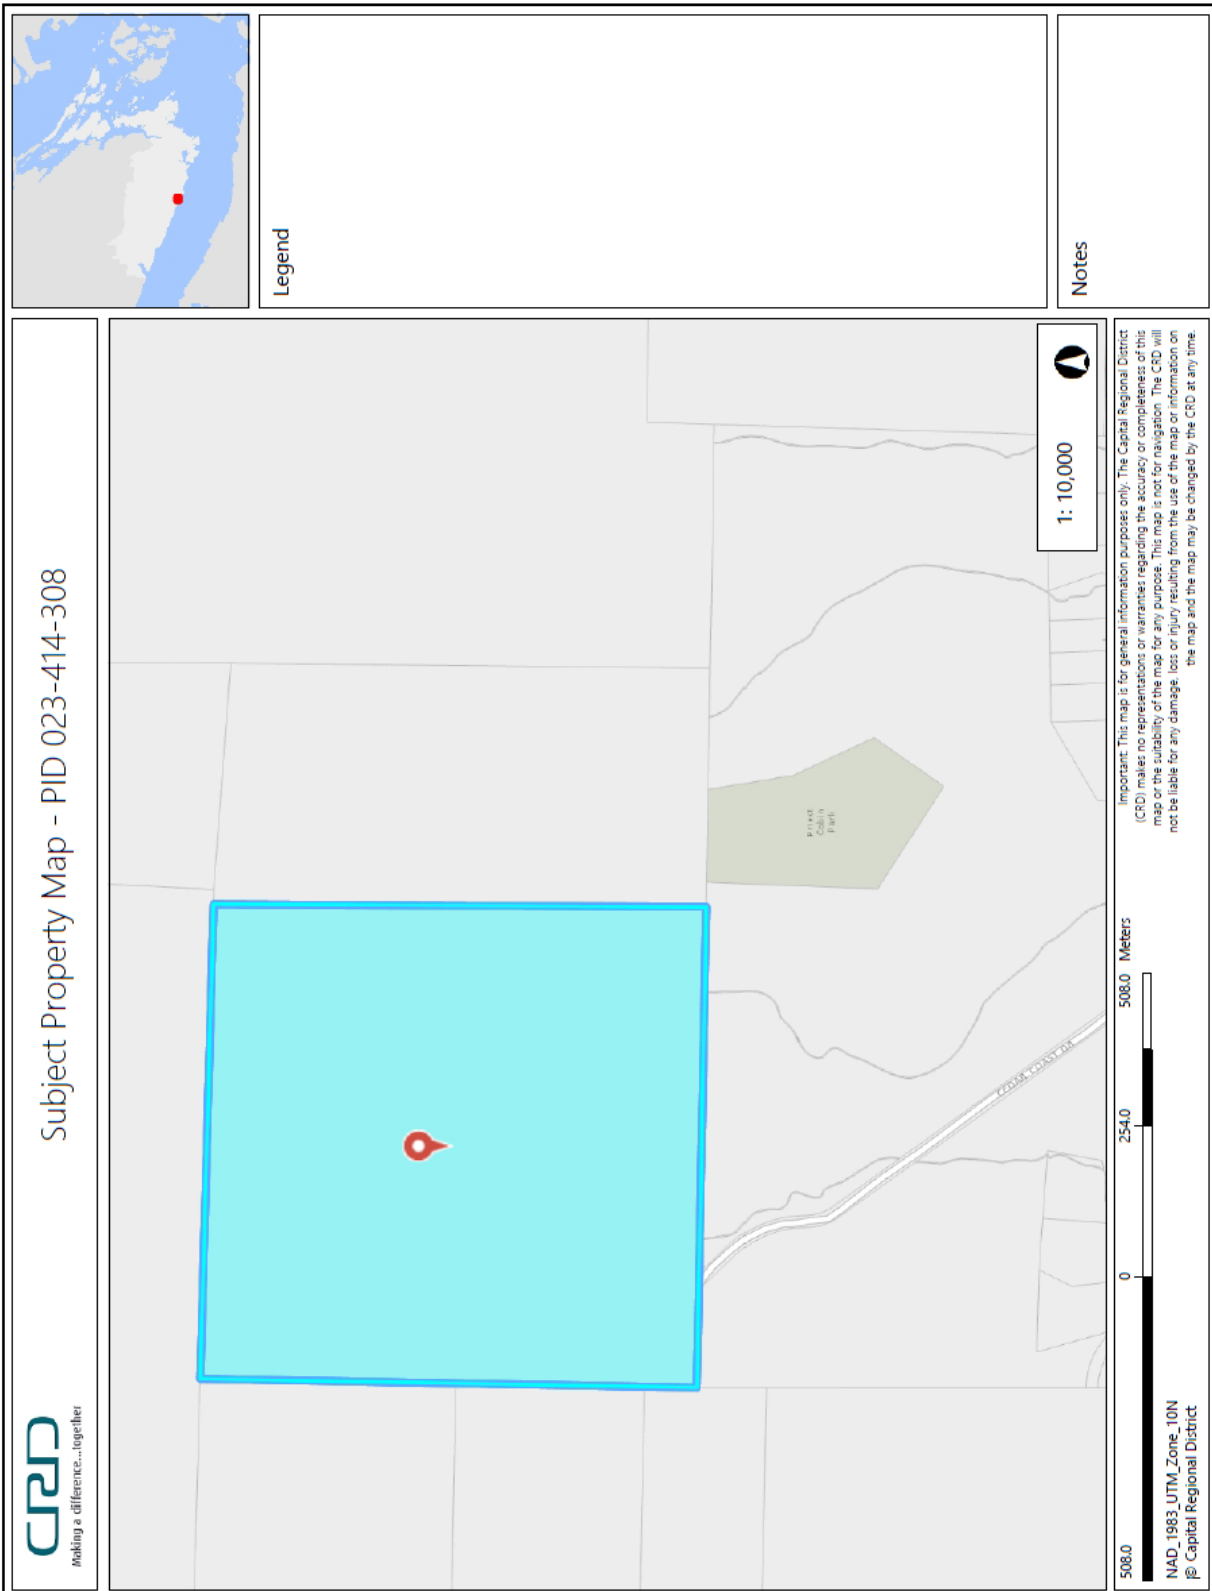 CRD
Making a difference...together
Subject Property Map - PID 023-414-308
Legend
Notes
Cabin
Park
COAST DR
1: 10,000
508.0
0
254.0
508.0 Meters
NAD_1983_UTM_Zone_10N
© Capital Regional District
Important: This map is for general information purposes only. The Capital Regional District
(CRD) makes no representations or warranties regarding the accuracy or completeness of this
map or the suitability of the map for any purpose. This map is not for navigation. The CRD will
not be liable for any damage, loss or injury resulting from the use of the map or information on
the map and the map may be changed by the CRD at any time.